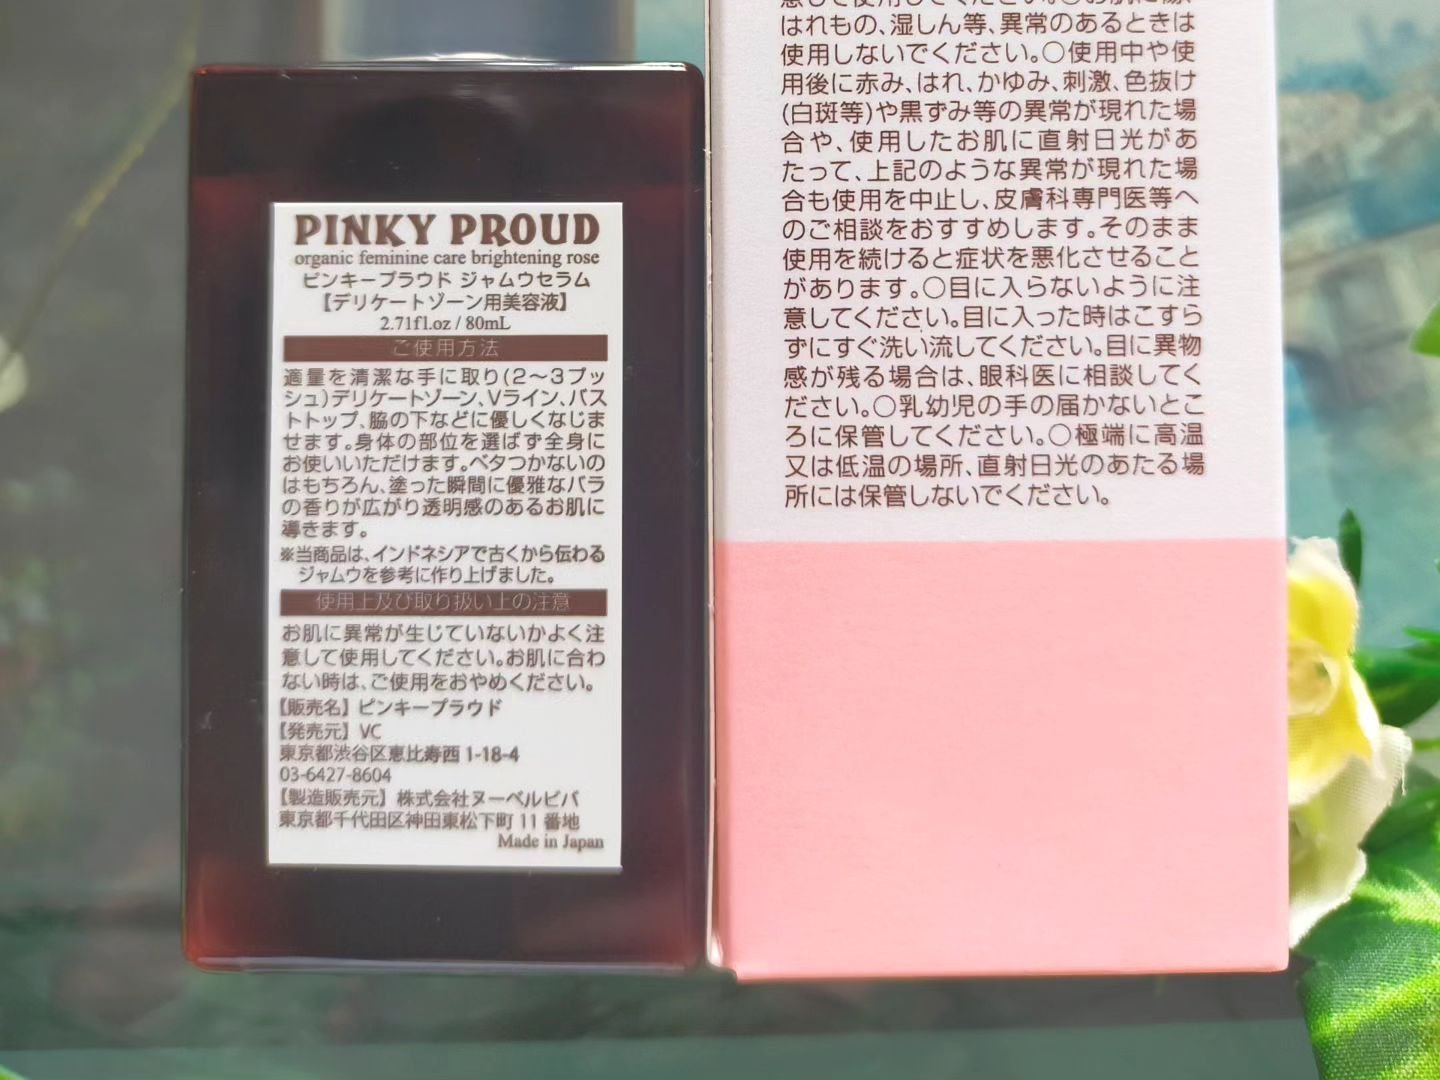 PINKY PROUD
organic feminine care brightening rose
ピンキープラウド ジャムウセラム
【デリケートゾーン用美容液】
2.71fl.oz / 80mL
ご使用方法
適量を清潔な手に取り(2〜3プッ
シュ)デリケートゾーン、Vライン、バス
トトップ、脇の下などに優しくなじま
せます。身体の部位を選ばず全身に
お使いいただけます。ベタつかないの
はもちろん、塗った瞬間に優雅なバラ
の香りが広がり透明感のあるお肌に
導きます。
※当商品は、インドネシアで古くから伝わる
ジャムウを参考に作り上げました。
使用上及び取り扱い上の注意
お肌に異常が生じていないかよく注
意して使用してください。お肌に合わ
ない時は、ご使用をおやめください。
【販売名】ピンキープラウド
【発売元】VC
東京都渋谷区恵比寿西 1-18-4
03-6427-8604
【製造販売元】株式会社ヌーベルビバ
東京都千代田区神田東松下町 11 番地
Made in Japan
はれもの、湿しん等、異常のあるときは
使用しないでください。○使用中や使
用後に赤み、はれ、かゆみ、刺激、色抜け
(白斑等)や黒ずみ等の異常が現れた場
合や、使用したお肌に直射日光があ
たって、上記のような異常が現れた場
合も使用を中止し、皮膚科専門医等へ
のご相談をおすすめします。そのまま
使用を続けると症状を悪化させること
があります。○目に入らないように注
意してください。目に入った時はこすら
ずにすぐ洗い流してください。目に異物
感が残る場合は、眼科医に相談してく
ださい。○乳幼児の手の届かないとこ
ろに保管してください。○極端に高温
又は低温の場所、直射日光のあたる場
所には保管しないでください。